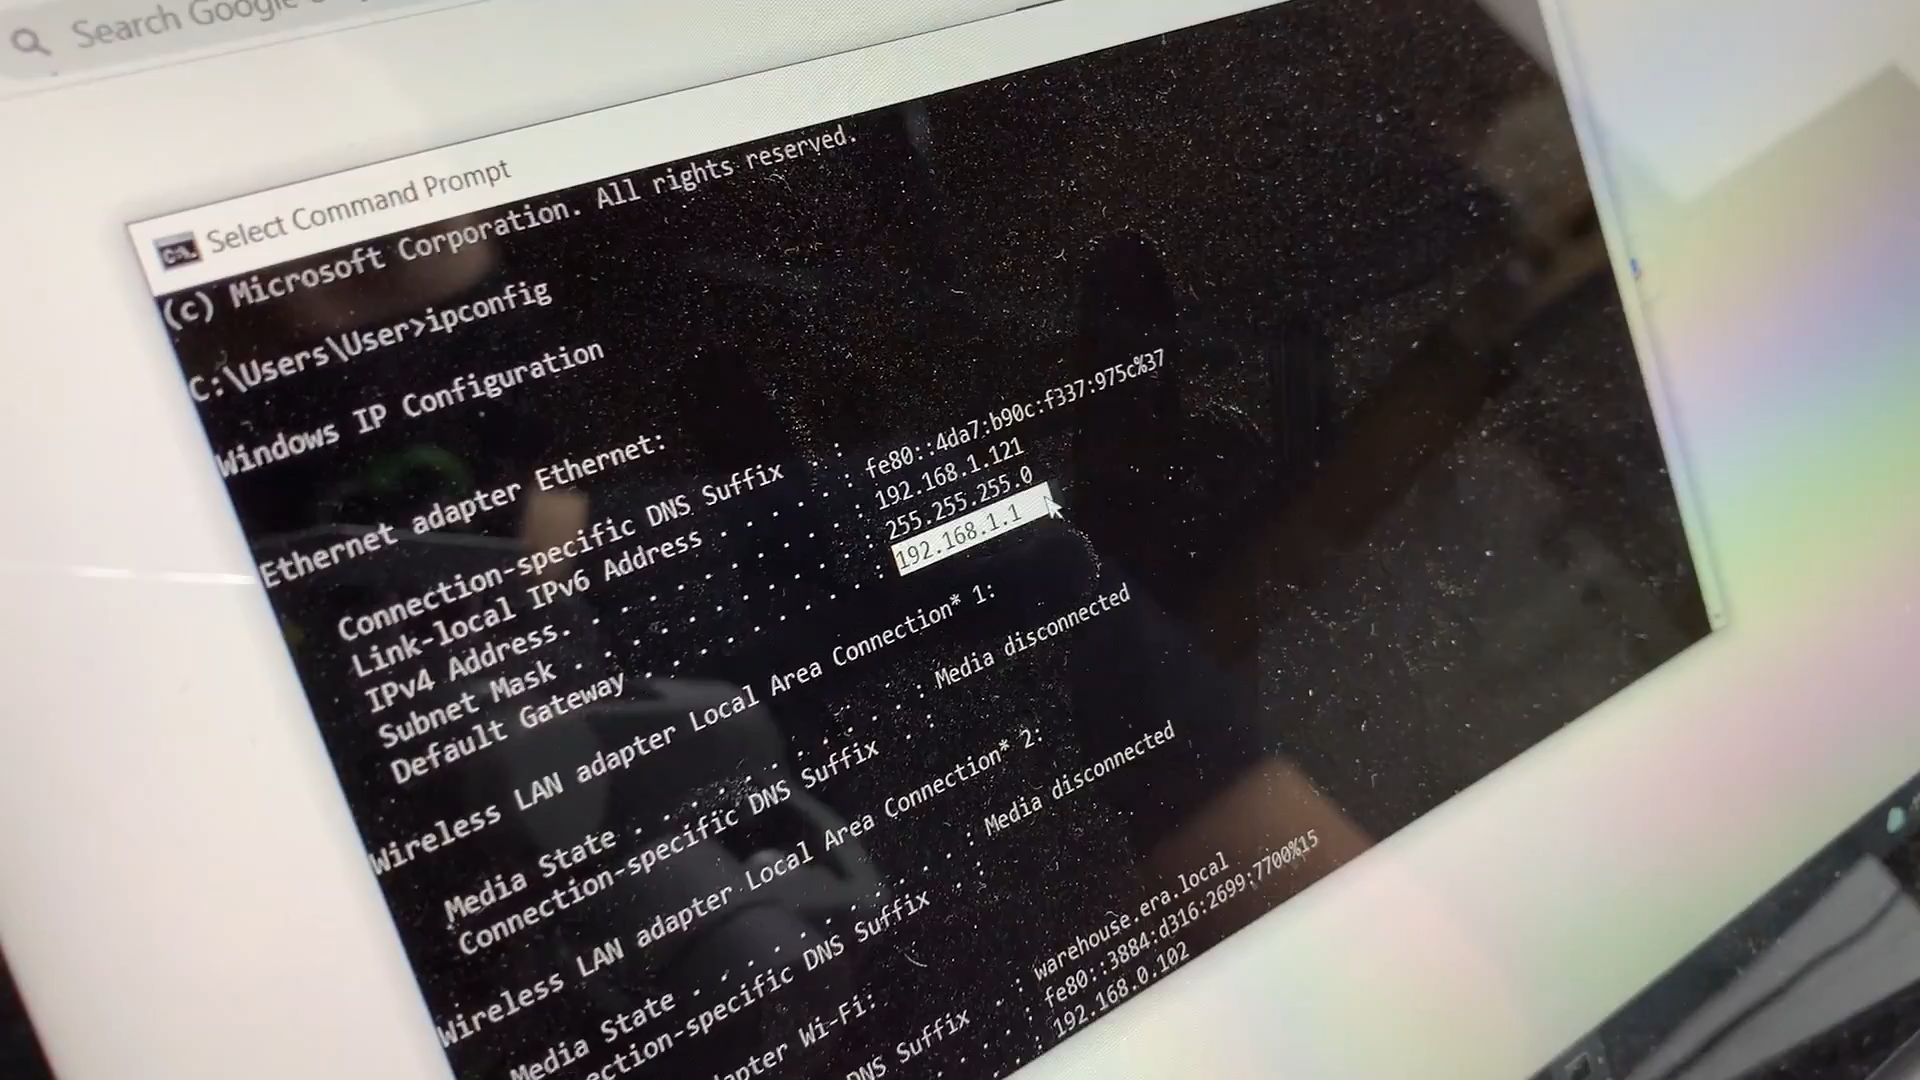 Search Google
Select Command Prompt
(c) Microsoft Corporation. All rights reserved.
C:\Users\User>ipconfig
Windows IP Configuration
Ethernet adapter Ethernet:
Connection-specific DNS Suffix . :
Link-local IPv6 Address . . . . . : fe80::4da7:b90c:f337:975c%37
IPv4 Address. . . . . . . . . . . : 192.168.1.121
Subnet Mask . . . . . . . . . . . : 255.255.255.0
Default Gateway . . . . . . . . . : 192.168.1.1
Wireless LAN adapter Local Area Connection* 1:
Media State . . . . . . . . . . . : Media disconnected
Connection-specific DNS Suffix . :
Wireless LAN adapter Local Area Connection* 2:
Media State . . . . . . . . . . . : Media disconnected
ection-specific DNS Suffix . :
apter Wi-Fi:
DNS Suffix . : warehouse.era.local
. . . . . : fe80::3884:d316:2699:7700%15
. . : 192.168.0.102